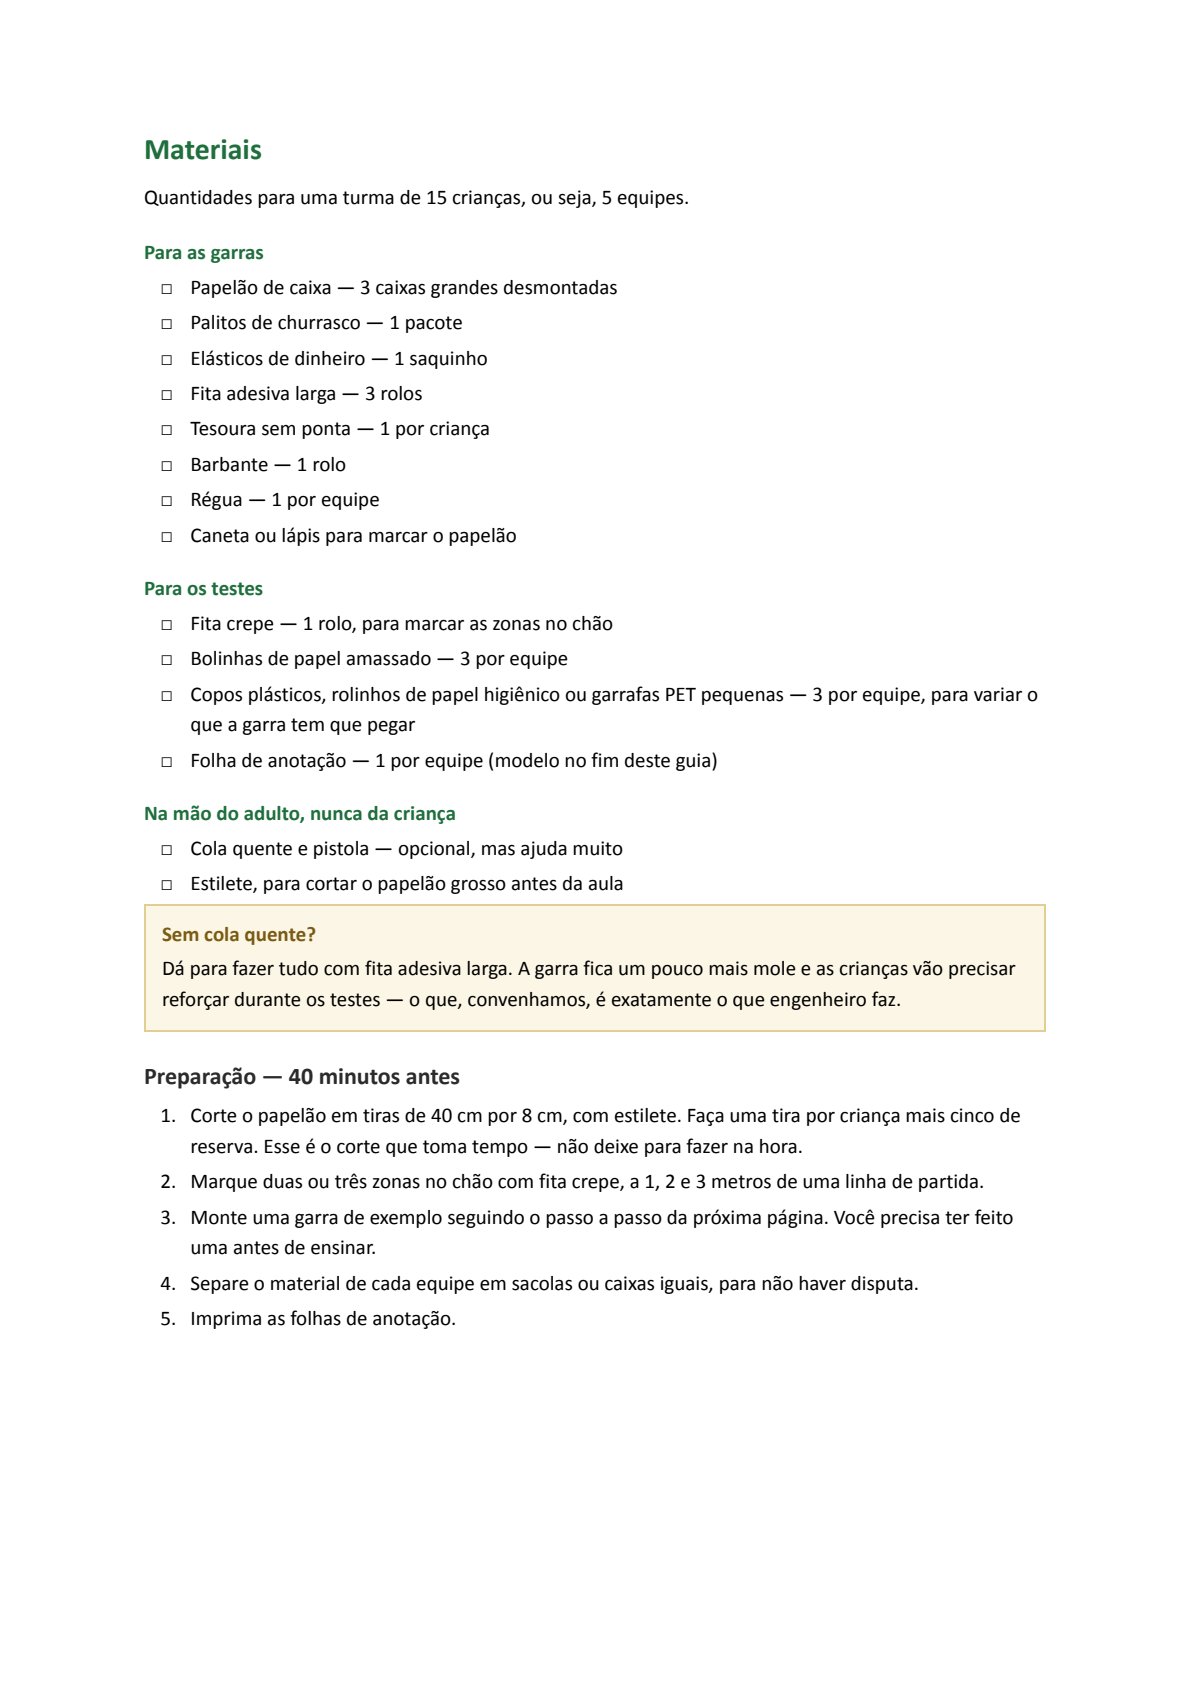 Materiais
Quantidades para uma turma de 15 crianças, ou seja, 5 equipes.
Para as garras
□ Papelão de caixa — 3 caixas grandes desmontadas
□ Palitos de churrasco — 1 pacote
□ Elásticos de dinheiro — 1 saquinho
□ Fita adesiva larga — 3 rolos
□ Tesoura sem ponta — 1 por criança
□ Barbante — 1 rolo
□ Régua — 1 por equipe
□ Caneta ou lápis para marcar o papelão
Para os testes
□ Fita crepe — 1 rolo, para marcar as zonas no chão
□ Bolinhas de papel amassado — 3 por equipe
□ Copos plásticos, rolinhos de papel higiênico ou garrafas PET pequenas — 3 por equipe, para variar o
que a garra tem que pegar
□ Folha de anotação — 1 por equipe (modelo no fim deste guia)
Na mão do adulto, nunca da criança
□ Cola quente e pistola — opcional, mas ajuda muito
□ Estilete, para cortar o papelão grosso antes da aula
Sem cola quente?
Dá para fazer tudo com fita adesiva larga. A garra fica um pouco mais mole e as crianças vão precisar
reforçar durante os testes — o que, convenhamos, é exatamente o que engenheiro faz.
Preparação — 40 minutos antes
1. Corte o papelão em tiras de 40 cm por 8 cm, com estilete. Faça uma tira por criança mais cinco de
reserva. Esse é o corte que toma tempo — não deixe para fazer na hora.
2. Marque duas ou três zonas no chão com fita crepe, a 1, 2 e 3 metros de uma linha de partida.
3. Monte uma garra de exemplo seguindo o passo a passo da próxima página. Você precisa ter feito
uma antes de ensinar.
4. Separe o material de cada equipe em sacolas ou caixas iguais, para não haver disputa.
5. Imprima as folhas de anotação.